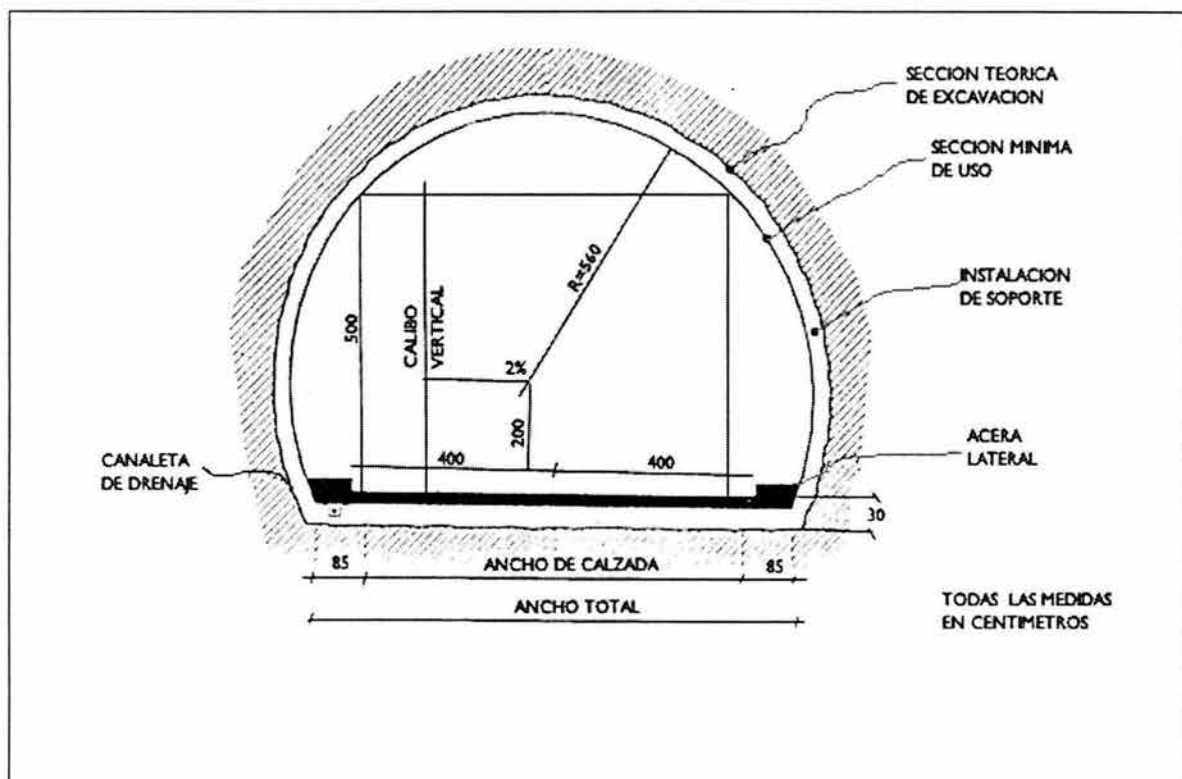 SECCION TEÓRICA
DE EXCAVACION
SECCION MINIMA
DE USO
R=560
INSTALACION
DE SOPORTE
500
CALIBO
VERTICAL
2%
200
ACERA
LATERAL
CANALETA
DE DRENAJE
400
400
30
85
ANCHO DE CALZADA
85
ANCHO TOTAL
TODAS LAS MEDIDAS
EN CENTIMETROS